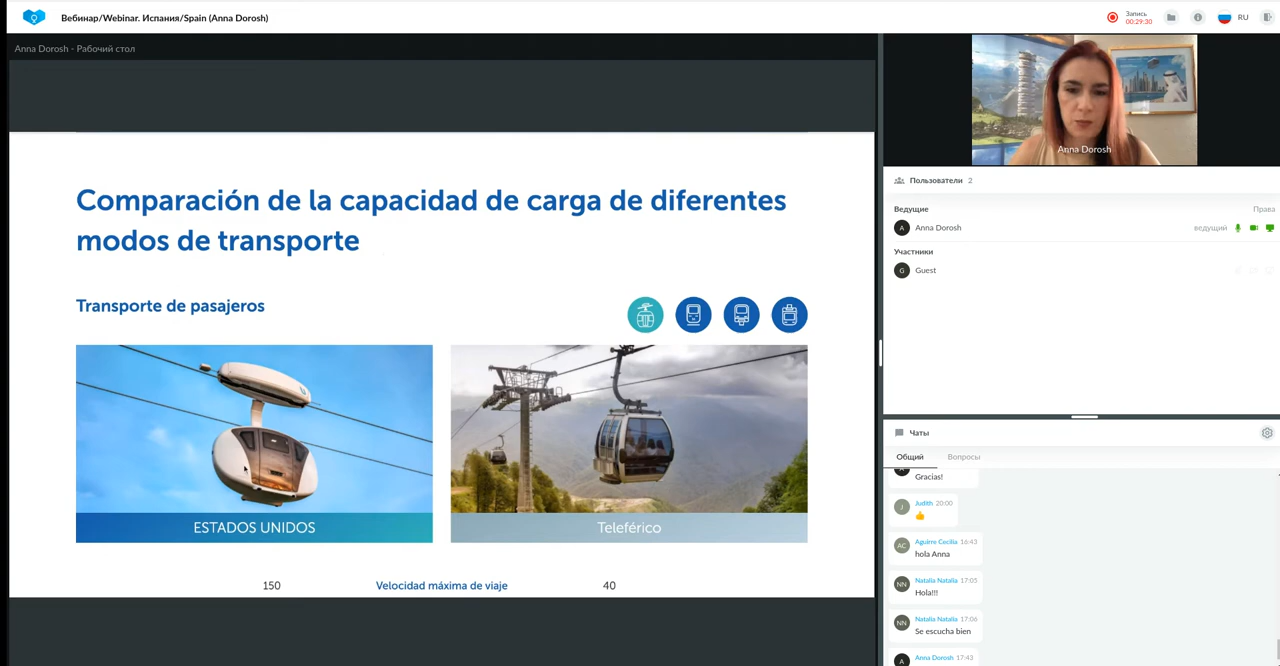 Вебинар/Webinar. Испания/Spain (Anna Dorosh)
Запись
00:29:30
RU
Anna Dorosh - Рабочий стол
Comparación de la capacidad de carga de diferentes
modos de transporte
Transporte de pasajeros
ESTADOS UNIDOS
Teleférico
150 Velocidad máxima de viaje 40
Anna Dorosh
Пользователи 2
Ведущие Права
A Anna Dorosh ведущий
Участники
G Guest
Чаты
Общий Вопросы
Gracias!
J Judith 20:00
AC Aguirre Cecilia 16:43
hola Anna
NN Natalia Natalia 17:05
Hola!!!
NN Natalia Natalia 17:06
Se escucha bien
A Anna Dorosh 17:43